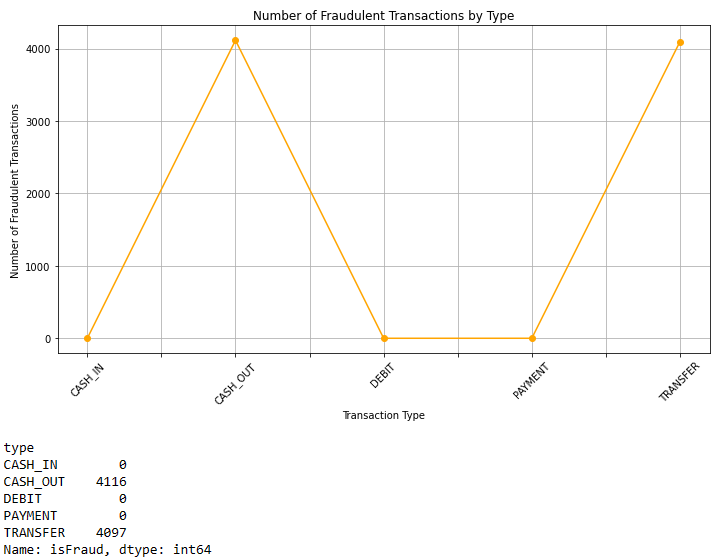 Number of Fraudulent Transactions by Type
Number of Fraudulent Transactions
4000
3000
2000
1000
0
CASH_IN
CASH_OUT
DEBIT
PAYMENT
TRANSFER
Transaction Type
type
CASH_IN 0
CASH_OUT 4116
DEBIT 0
PAYMENT 0
TRANSFER 4097
Name: isFraud, dtype: int64